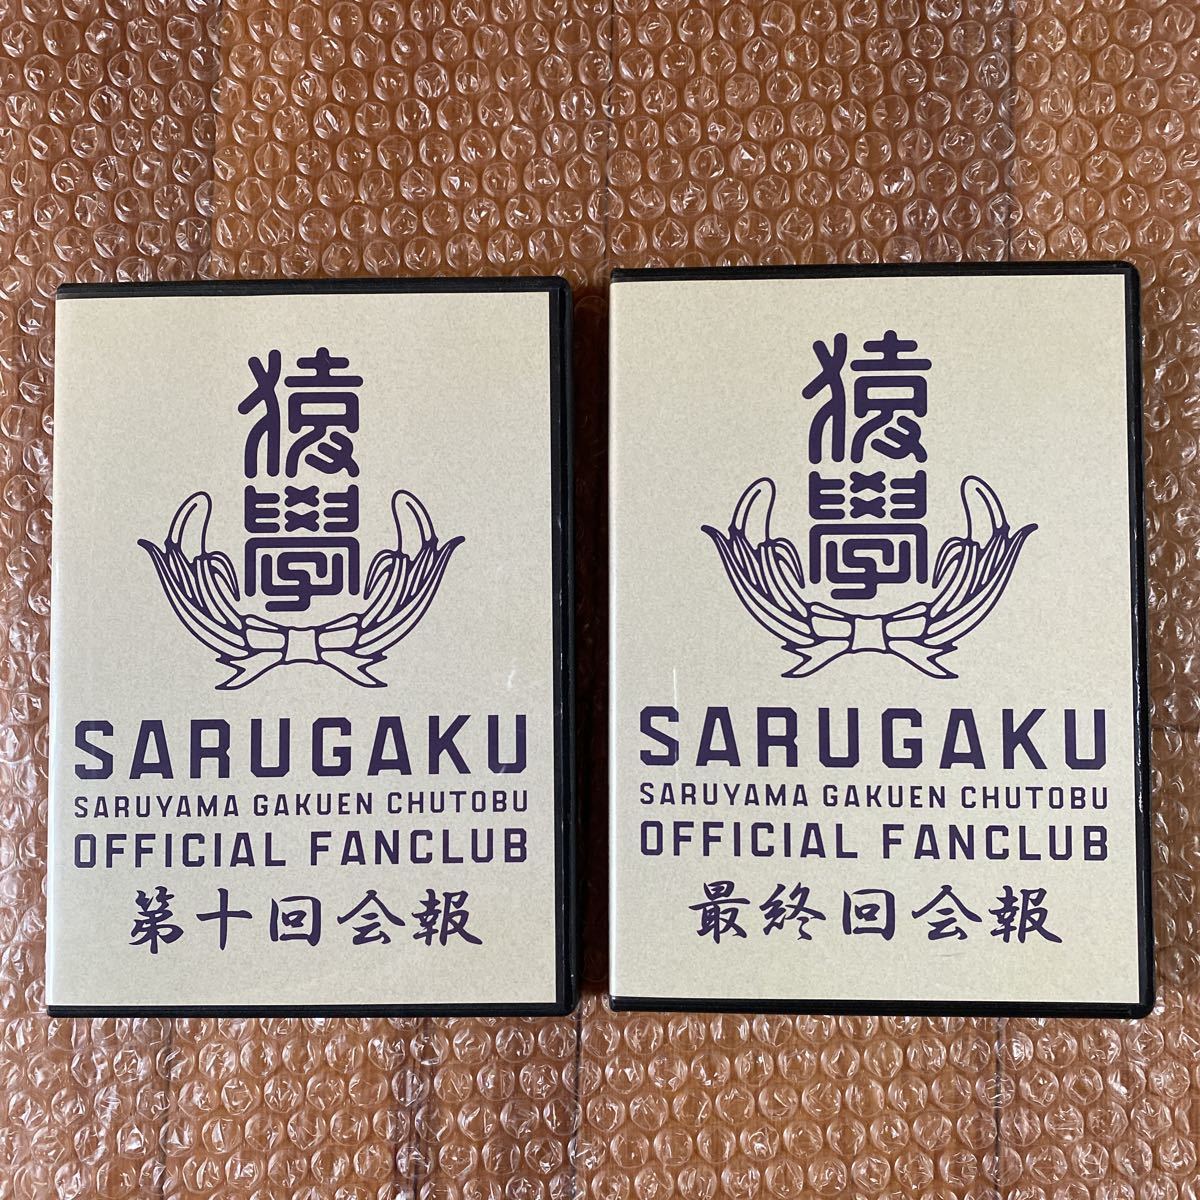 猿
學
SARUGAKU
SARUYAMA GAKUEN CHUTOBU
OFFICIAL FANCLUB
第十回会報
猿
學
SARUGAKU
SARUYAMA GAKUEN CHUTOBU
OFFICIAL FANCLUB
最終回会報